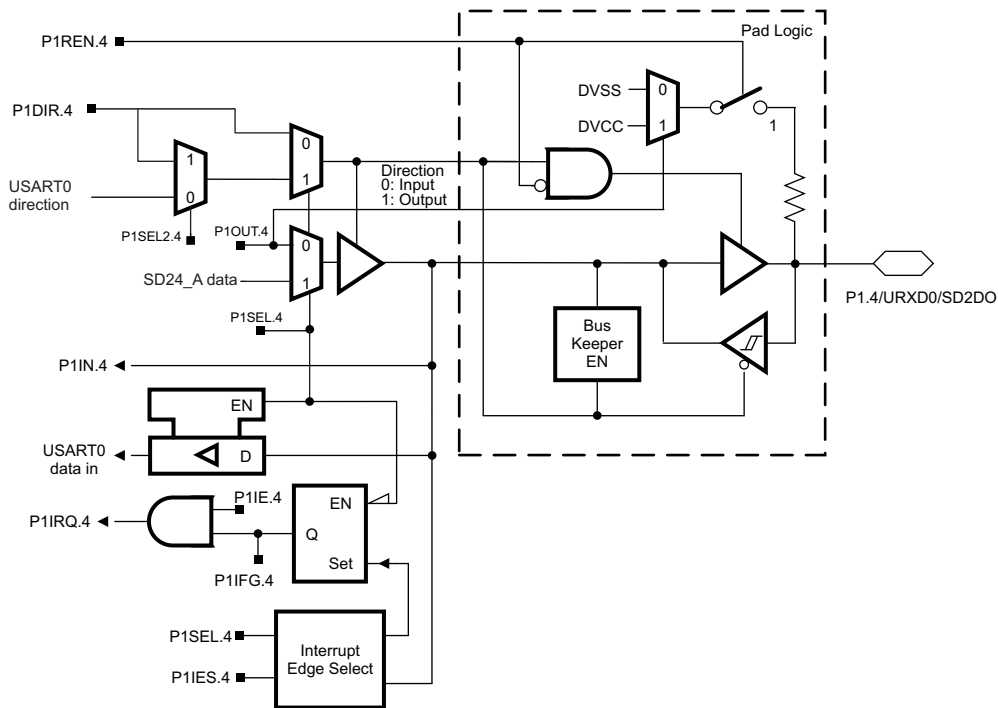 Pad Logic
P1REN.4
DVSS
0
P1DIR.4
DVCC
1
1
0
1
1
Direction
0: Input
1: Output
USART0
direction
0
P1SEL2.4
P1OUT.4
0
SD24_A data
1
P1.4/URXD0/SD2DO
P1SEL.4
Bus
Keeper
EN
P1IN.4
EN
USART0
data in
D
P1IE.4
EN
P1IRQ.4
Q
P1IFG.4
Set
P1SEL.4
Interrupt
Edge Select
P1IES.4